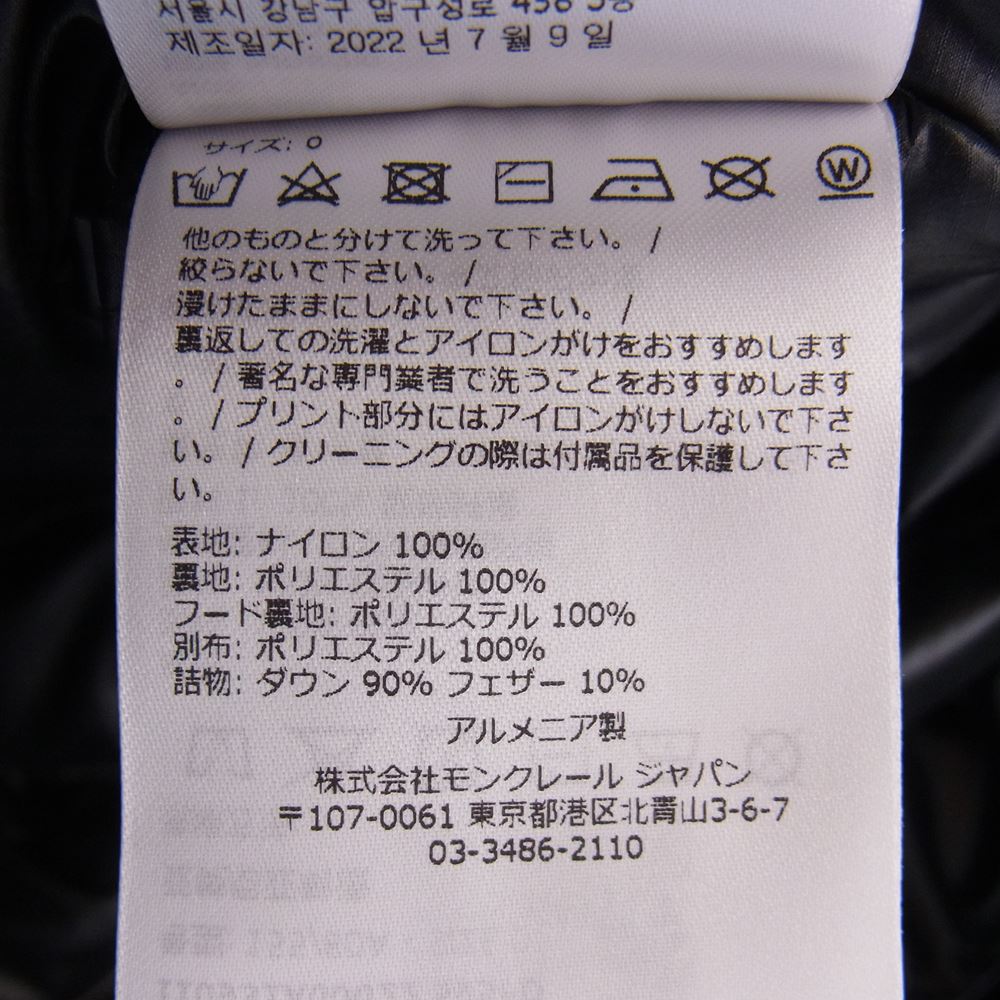 서울시 강남구 압구정로
제조일자: 2022 년 7 월 9 일
サイズ: 0
W
他のものと分けて洗って下さい。 /
絞らないで下さい。 /
浸けたままにしないで下さい。 /
裏返しての洗濯とアイロンがけをおすすめします
。 / 著名な専門業者で洗うことをおすすめします
。 / プリント部分にはアイロンがけしないで下さ
い。 / クリーニングの際は付属品を保護して下さ
い。
表地: ナイロン 100%
裏地: ポリエステル 100%
フード裏地: ポリエステル 100%
別布: ポリエステル 100%
詰物: ダウン 90% フェザー 10%
アルメニア製
株式会社モンクレール ジャパン
〒107-0061 東京都港区北青山3-6-7
03-3486-2110